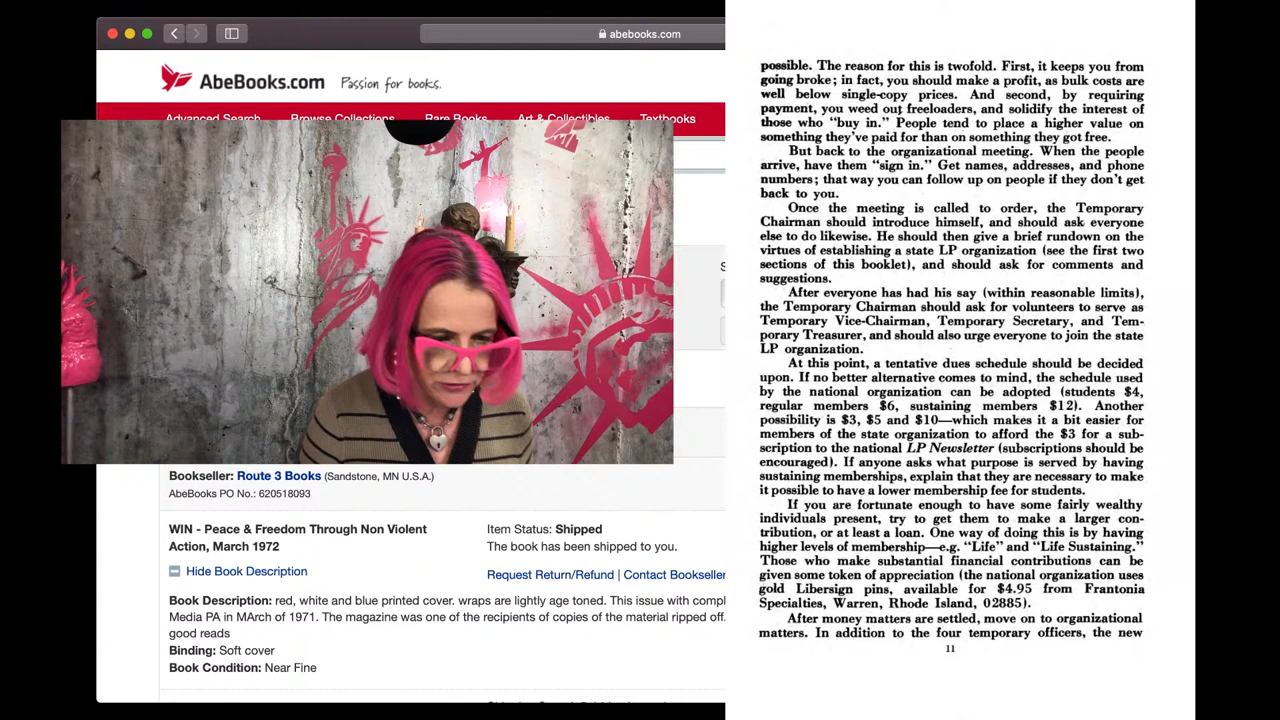 abebooks.com
AbeBooks.com Passion for books.
Advanced Search Browse Collections Rare Books Art & Collectibles Textbooks
Bookseller: Route 3 Books (Sandstone, MN U.S.A.)
AbeBooks PO No.: 620518093
WIN - Peace & Freedom Through Non Violent
Action, March 1972
Hide Book Description
Item Status: Shipped
The book has been shipped to you.
Request Return/Refund | Contact Bookseller
Book Description: red, white and blue printed cover. wraps are lightly age toned. This issue with compl
Media PA in MArch of 1971. The magazine was one of the recipients of copies of the material ripped off.
good reads
Binding: Soft cover
Book Condition: Near Fine
possible. The reason for this is twofold. First, it keeps you from
going broke; in fact, you should make a profit, as bulk costs are
well below single-copy prices. And second, by requiring
payment, you weed out freeloaders, and solidify the interest of
those who “buy in.” People tend to place a higher value on
something they’ve paid for than on something they got free.
But back to the organizational meeting. When the people
arrive, have them “sign in.” Get names, addresses, and phone
numbers; that way you can follow up on people if they don’t get
back to you.
Once the meeting is called to order, the Temporary
Chairman should introduce himself, and should ask everyone
else to do likewise. He should then give a brief rundown on the
virtues of establishing a state LP organization (see the first two
sections of this booklet), and should ask for comments and
suggestions.
After everyone has had his say (within reasonable limits),
the Temporary Chairman should ask for volunteers to serve as
Temporary Vice-Chairman, Temporary Secretary, and Tem-
porary Treasurer, and should also urge everyone to join the state
LP organization.
At this point, a tentative dues schedule should be decided
upon. If no better alternative comes to mind, the schedule used
by the national organization can be adopted (students $4,
regular members $6, sustaining members $12). Another
possibility is $3, $5 and $10—which makes it a bit easier for
members of the state organization to afford the $3 for a sub-
scription to the national LP Newsletter (subscriptions should be
encouraged). If anyone asks what purpose is served by having
sustaining memberships, explain that they are necessary to make
it possible to have a lower membership fee for students.
If you are fortunate enough to have some fairly wealthy
individuals present, try to get them to make a larger con-
tribution, or at least a loan. One way of doing this is by having
higher levels of membership—e.g. “Life” and “Life Sustaining.”
Those who make substantial financial contributions can be
given some token of appreciation (the national organization uses
gold Libersign pins, available for $4.95 from Frantonia
Specialties, Warren, Rhode Island, 02885).
After money matters are settled, move on to organizational
matters. In addition to the four temporary officers, the new
11